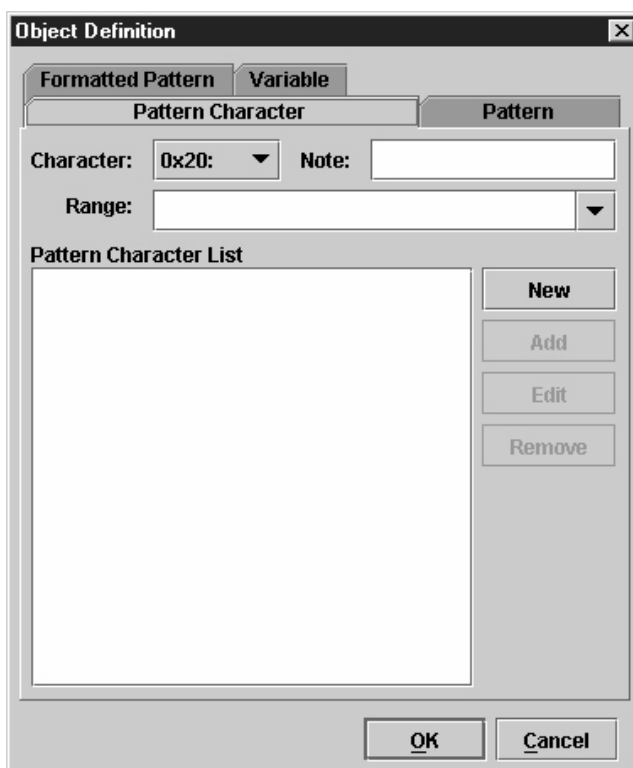 Object Definition
Formatted Pattern Variable
Pattern Character Pattern
Character: 0x20: Note:
Range:
Pattern Character List
New
Add
Edit
Remove
OK Cancel